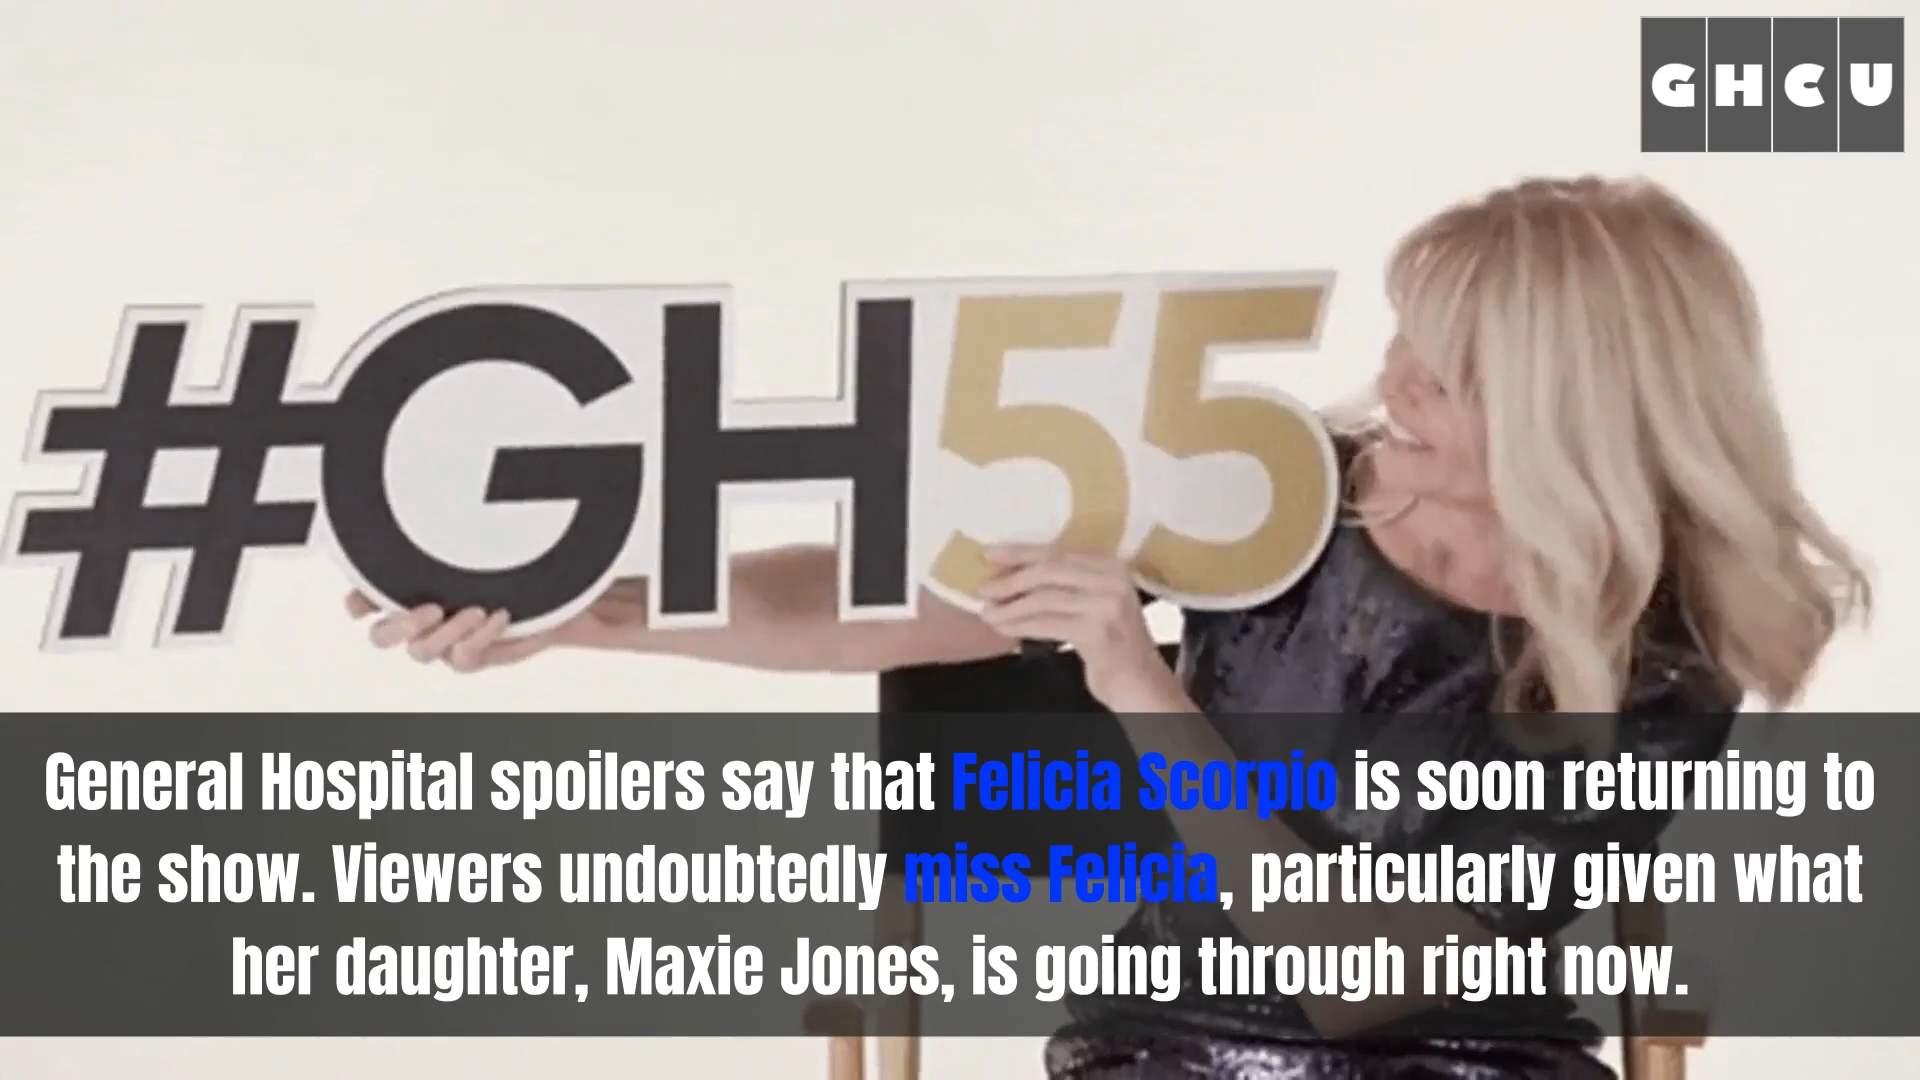 GHCU
#GH55
General Hospital spoilers say that Felicia Scorpio is soon returning to
the show. Viewers undoubtedly miss Felicia, particularly given what
her daughter, Maxie Jones, is going through right now.